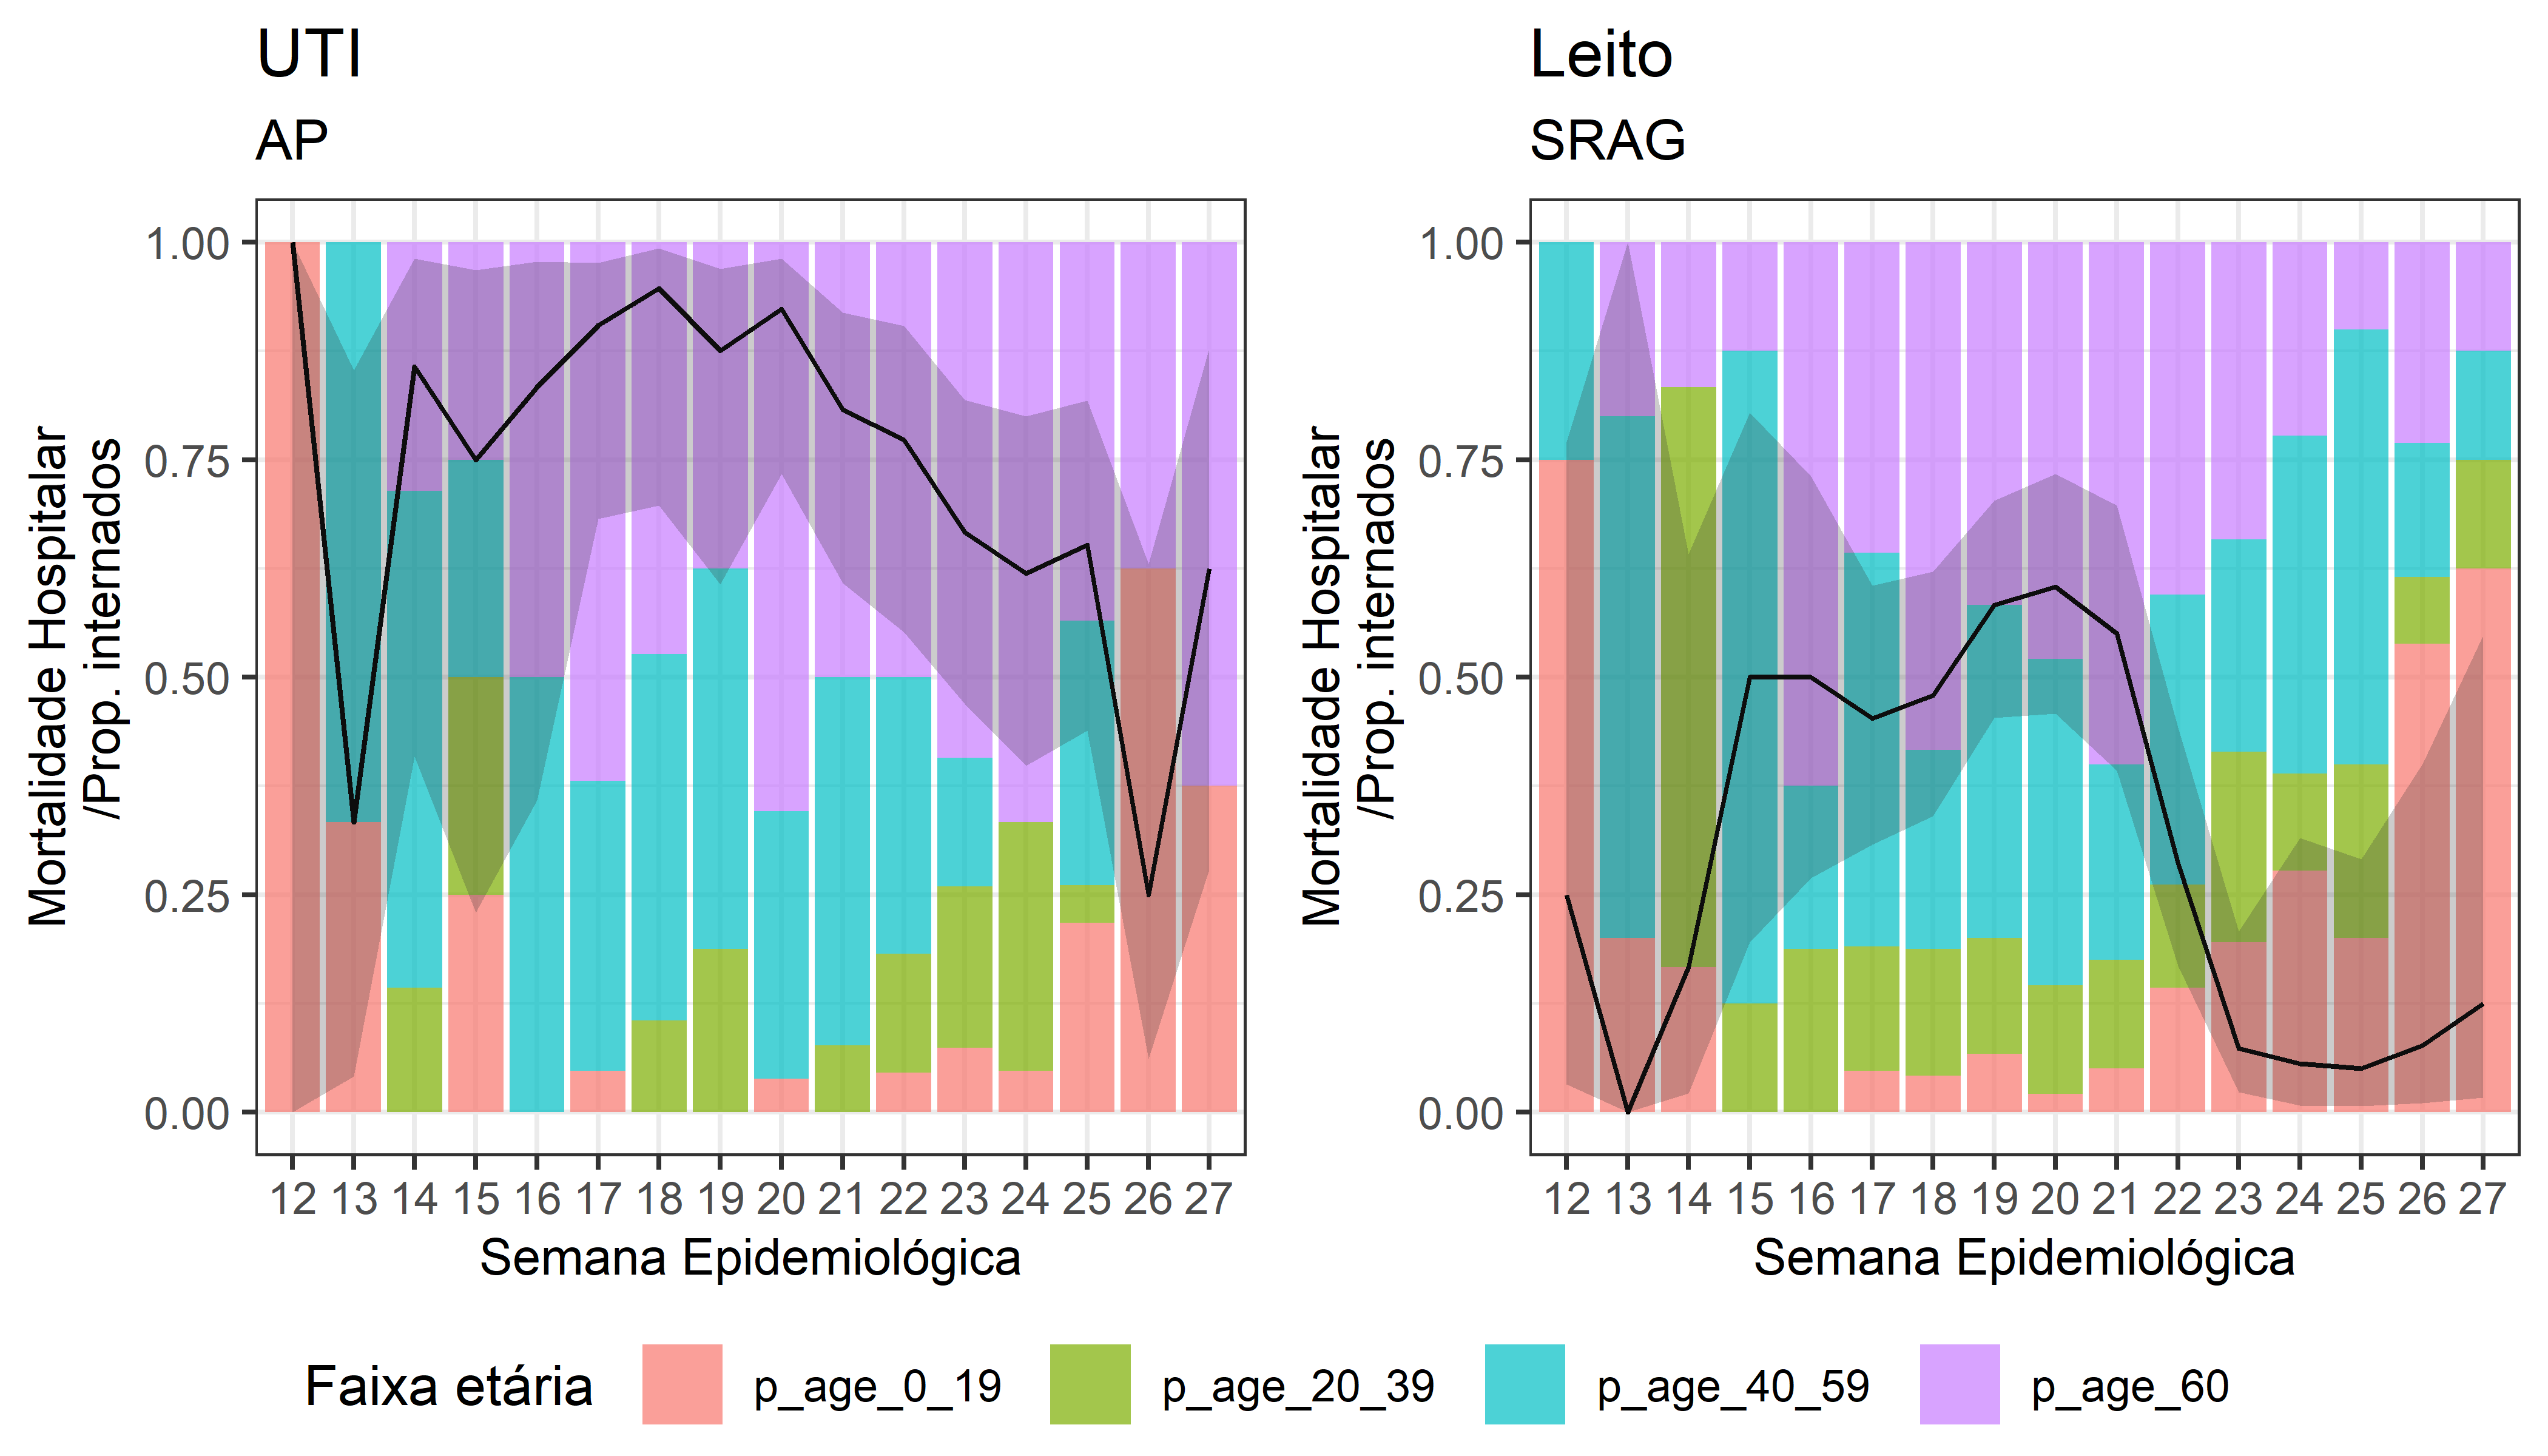 UTI
AP
Mortalidade Hospitalar
/Prop. internados
1.00
0.75
0.50
0.25
0.00
12 13 14 15 16 17 18 19 20 21 22 23 24 25 26 27
Semana Epidemiológica
Leito
SRAG
Mortalidade Hospitalar
/Prop. internados
1.00
0.75
0.50
0.25
0.00
12 13 14 15 16 17 18 19 20 21 22 23 24 25 26 27
Semana Epidemiológica
Faixa etária p_age_0_19 p_age_20_39 p_age_40_59 p_age_60